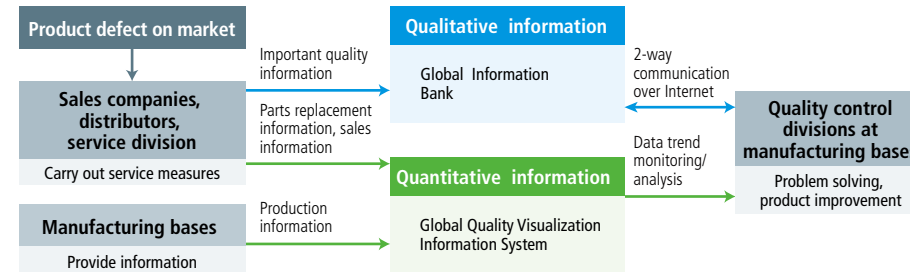 Product defect on market
Sales companies,
distributors,
service division
Carry out service measures
Manufacturing bases
Provide information
Important quality
information
Parts replacement
information, sales
information
Production
information
Qualitative information
Global Information
Bank
Quantitative information
Global Quality Visualization
Information System
2-way
communication
over Internet
Data trend
monitoring/
analysis
Quality control
divisions at
manufacturing base
Problem solving,
product improvement